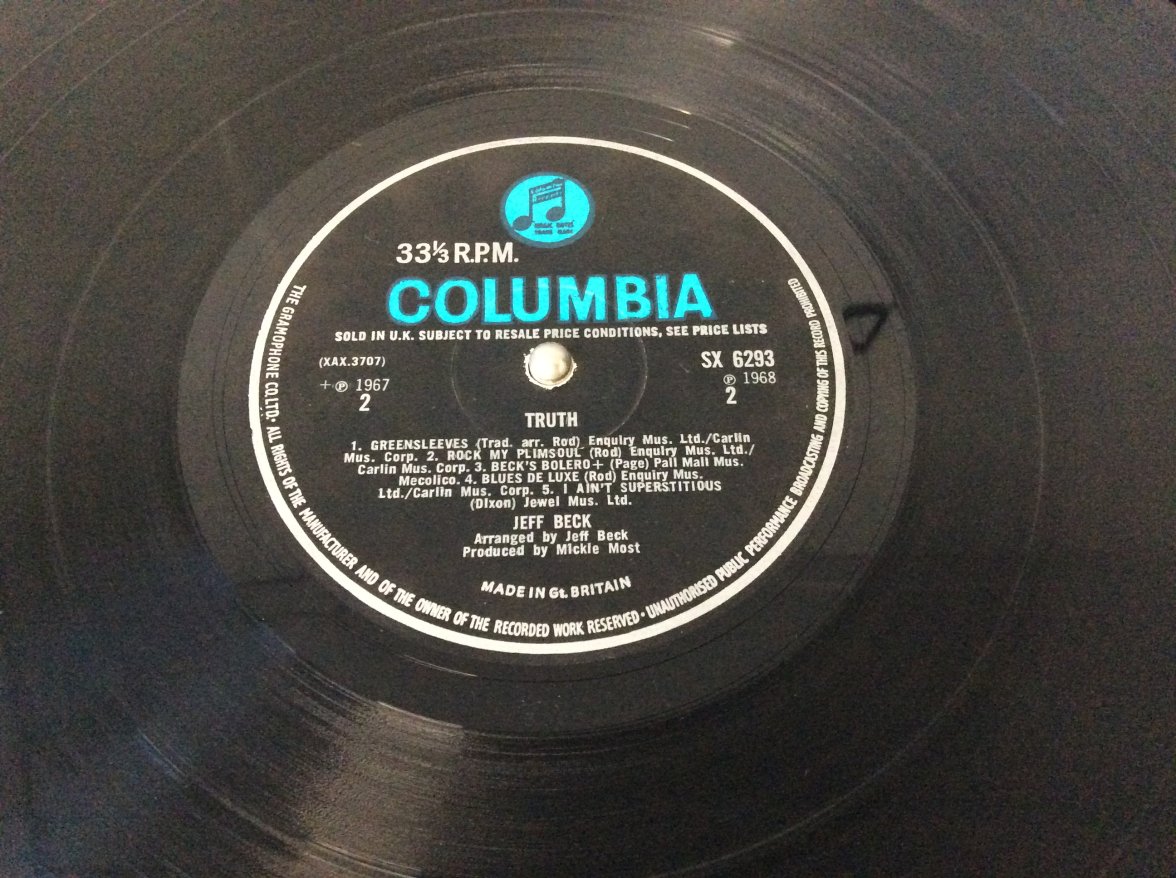 33⅓ R.P.M.
COLUMBIA
SOLD IN U.K. SUBJECT TO RESALE PRICE CONDITIONS, SEE PRICE LISTS
(XAX.3707)
SX 6293
+℗ 1967
℗ 1968
2
2
TRUTH
1. GREENSLEEVES (Trad. arr. Rod) Enquiry Mus. Ltd./Carlin
Mus. Corp. 2. ROCK MY PLIMSOUL (Rod) Enquiry Mus. Ltd./
Carlin Mus. Corp. 3. BECK'S BOLERO+ (Page) Pall Mall Mus.
Mecolico. 4. BLUES DE LUXE (Rod) Enquiry Mus.
Ltd./Carlin Mus. Corp. 5. I AIN'T SUPERSTITIOUS
(Dixon) Jewel Mus. Ltd.
JEFF BECK
Arranged by Jeff Beck
Produced by Mickie Most
MADE IN Gt. BRITAIN
THE GRAMOPHONE CO. LTD. ALL RIGHTS OF THE MANUFACTURER AND OF THE OWNER OF THE RECORDED WORK RESERVED · UNAUTHORISED PUBLIC PERFORMANCE BROADCASTING AND COPYING OF THIS RECORD PROHIBITED